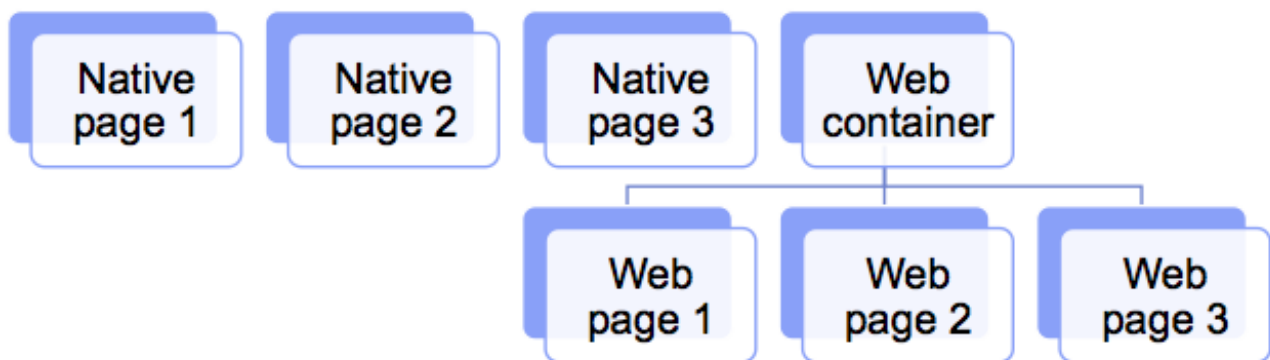 Native
page 1
Native
page 2
Native
page 3
Web
container
Web
page 1
Web
page 2
Web
page 3